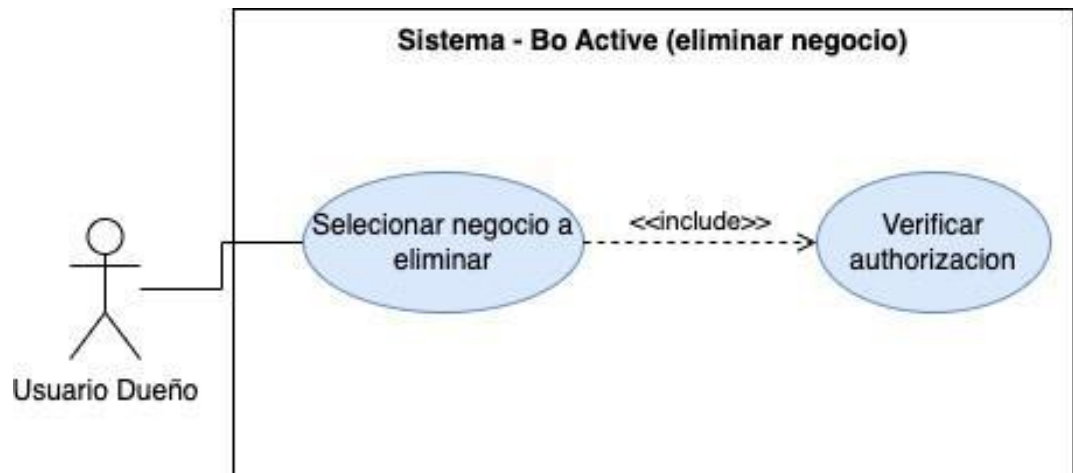 Sistema - Bo Active (eliminar negocio)
Selecionar negocio a
eliminar
<<include>>
Verificar
authorizacion
Usuario Dueño